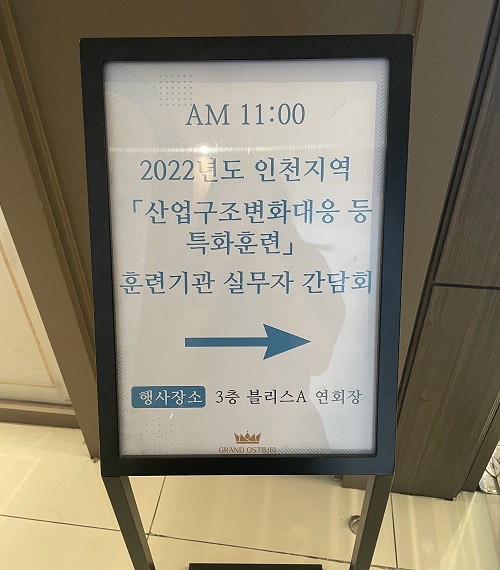 AM 11:00
2022년도 인천지역
「산업구조변화대응 등
특화훈련」
훈련기관 실무자 간담회
행사장소 3층 블리스A 연회장
GRAND